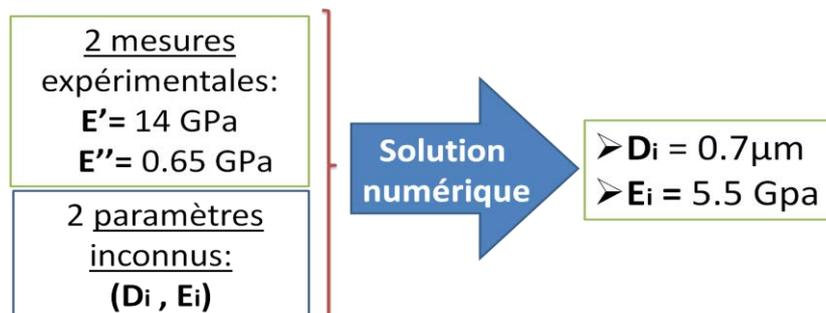 2 mesures
expérimentales:
E’= 14 GPa
E’’= 0.65 GPa
2 paramètres
inconnus:
(Di , Ei)
Solution
numérique
➢Di = 0.7µm
➢Ei = 5.5 Gpa